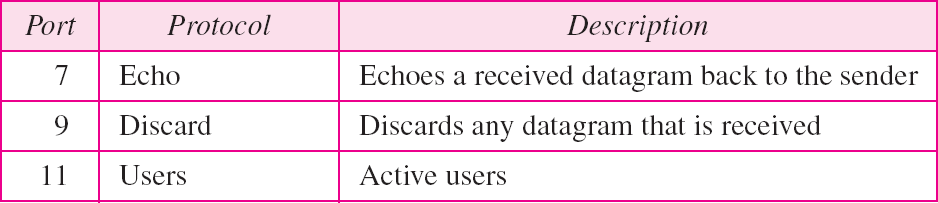 Port Protocol Description
7 Echo Echoes a received datagram back to the sender
9 Discard Discards any datagram that is received
11 Users Active users